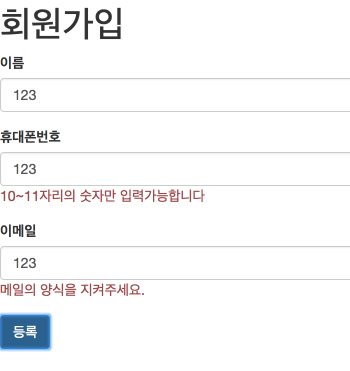 회원가입
이름
123
휴대폰번호
123
10~11자리의 숫자만 입력가능합니다
이메일
123
메일의 양식을 지켜주세요.
등록